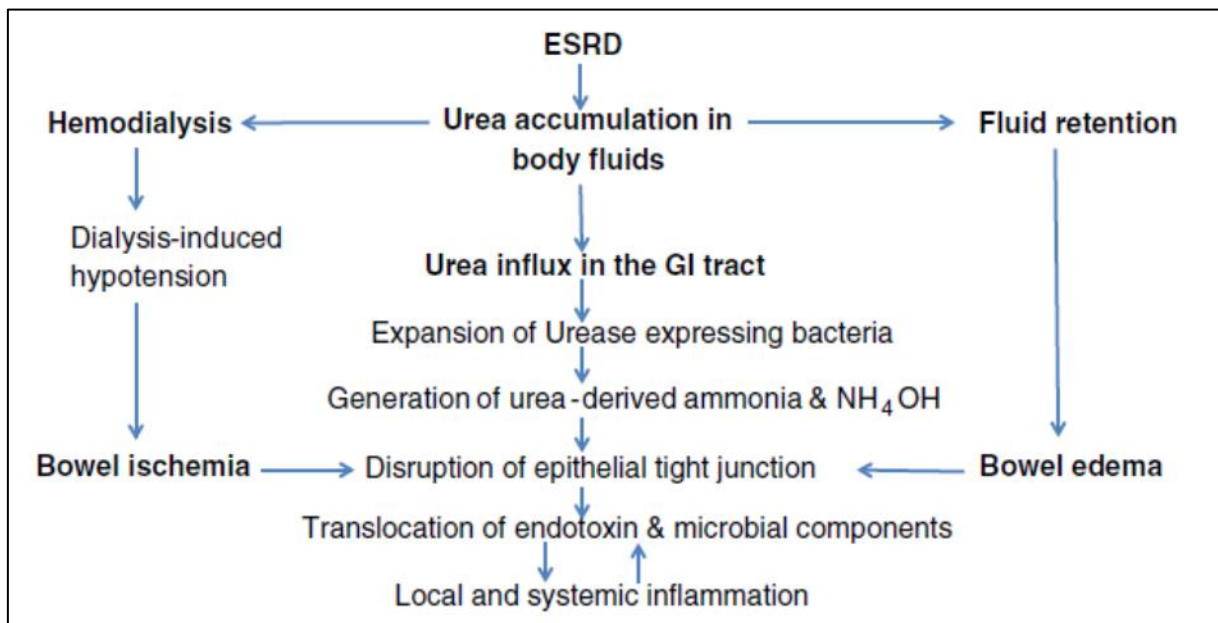 ESRD
Hemodialysis
Urea accumulation in
body fluids
Fluid retention
Dialysis-induced
hypotension
Urea influx in the GI tract
Expansion of Urease expressing bacteria
Generation of urea-derived ammonia & NH₄OH
Bowel ischemia
Disruption of epithelial tight junction
Bowel edema
Translocation of endotoxin & microbial components
Local and systemic inflammation